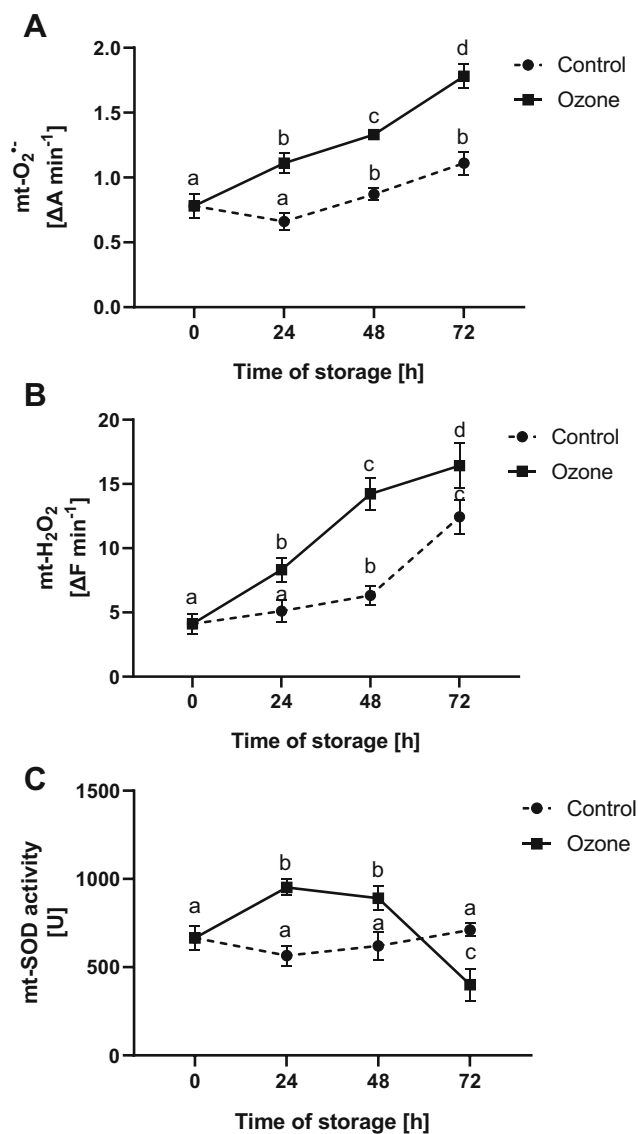 A
2.0
1.5
1.0
0.5
0.0
mt-O₂•-
[ΔA min⁻¹]
a
b
a
c
b
d
b
0 24 48 72
Time of storage [h]
Control
Ozone
B
20
15
10
5
0
mt-H₂O₂
[ΔF min⁻¹]
a
b
a
c
b
d
c
0 24 48 72
Time of storage [h]
Control
Ozone
C
1500
1000
500
0
mt-SOD activity
[U]
a
b
a
b
a
a
c
0 24 48 72
Time of storage [h]
Control
Ozone